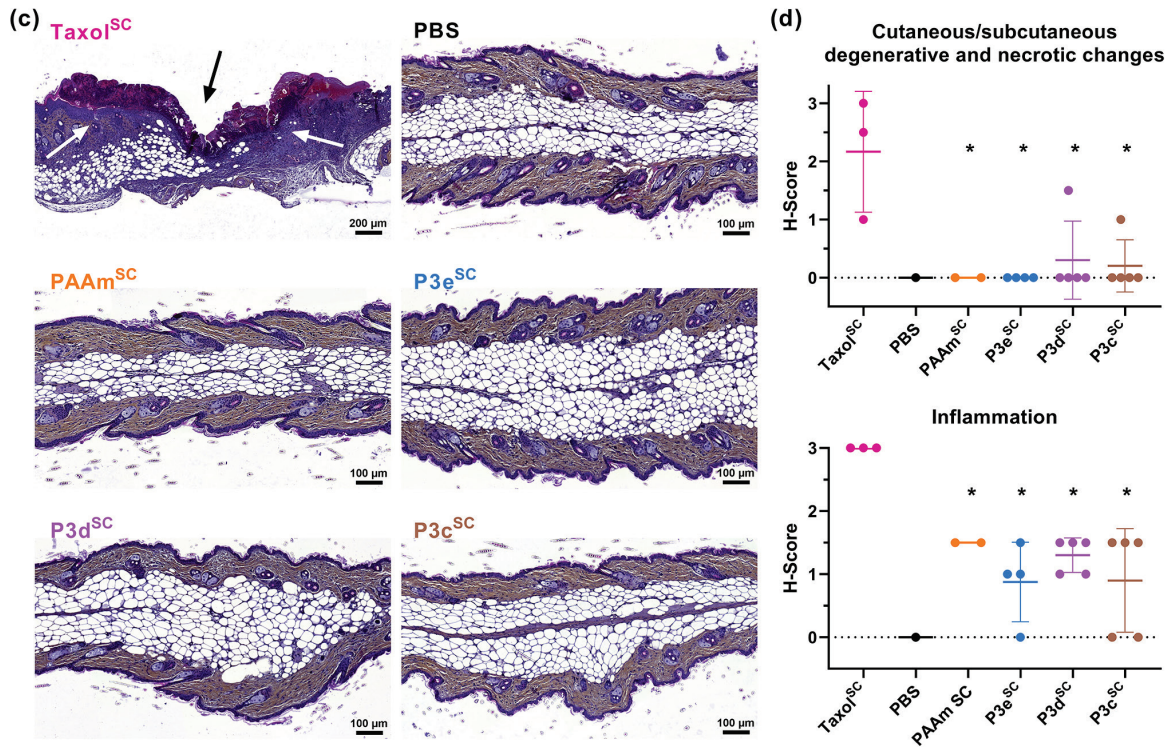 (c)
Taxol^SC
200 µm
PBS
100 µm
PAAm^SC
100 µm
P3e^SC
100 µm
P3d^SC
100 µm
P3c^SC
100 µm
(d)
Cutaneous/subcutaneous
degenerative and necrotic changes
H-Score
3
2
1
0
* * * *
Taxol^SC PBS PAAm^SC P3e^SC P3d^SC P3c^SC
Inflammation
H-Score
3
2
1
0
* * * *
Taxol^SC PBS PAAm SC P3e^SC P3d^SC P3c^SC